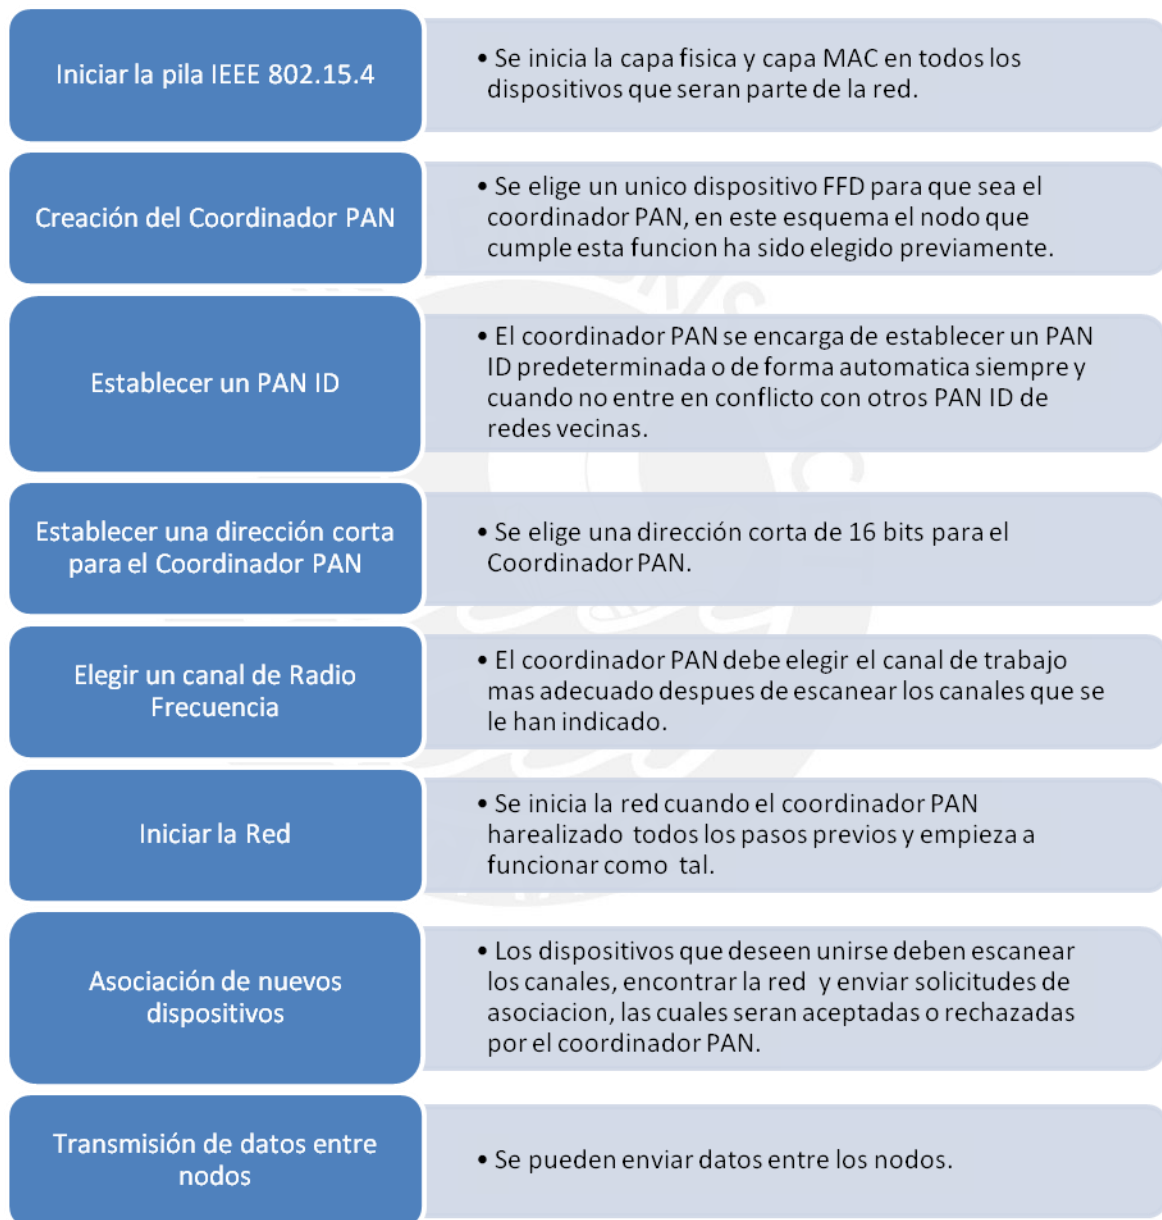 Iniciar la pila IEEE 802.15.4
• Se inicia la capa fisica y capa MAC en todos los
dispositivos que seran parte de la red.
Creación del Coordinador PAN
• Se elige un unico dispositivo FFD para que sea el
coordinador PAN, en este esquema el nodo que
cumple esta funcion ha sido elegido previamente.
Establecer un PAN ID
• El coordinador PAN se encarga de establecer un PAN
ID predeterminada o de forma automatica siempre y
cuando no entre en conflicto con otros PAN ID de
redes vecinas.
Establecer una dirección corta
para el Coordinador PAN
• Se elige una dirección corta de 16 bits para el
Coordinador PAN.
Elegir un canal de Radio
Frecuencia
• El coordinador PAN debe elegir el canal de trabajo
mas adecuado despues de escanear los canales que se
le han indicado.
Iniciar la Red
• Se inicia la red cuando el coordinador PAN
harealizado todos los pasos previos y empieza a
funcionar como tal.
Asociación de nuevos
dispositivos
• Los dispositivos que deseen unirse deben escanear
los canales, encontrar la red y enviar solicitudes de
asociacion, las cuales seran aceptadas o rechazadas
por el coordinador PAN.
Transmisión de datos entre
nodos
• Se pueden enviar datos entre los nodos.